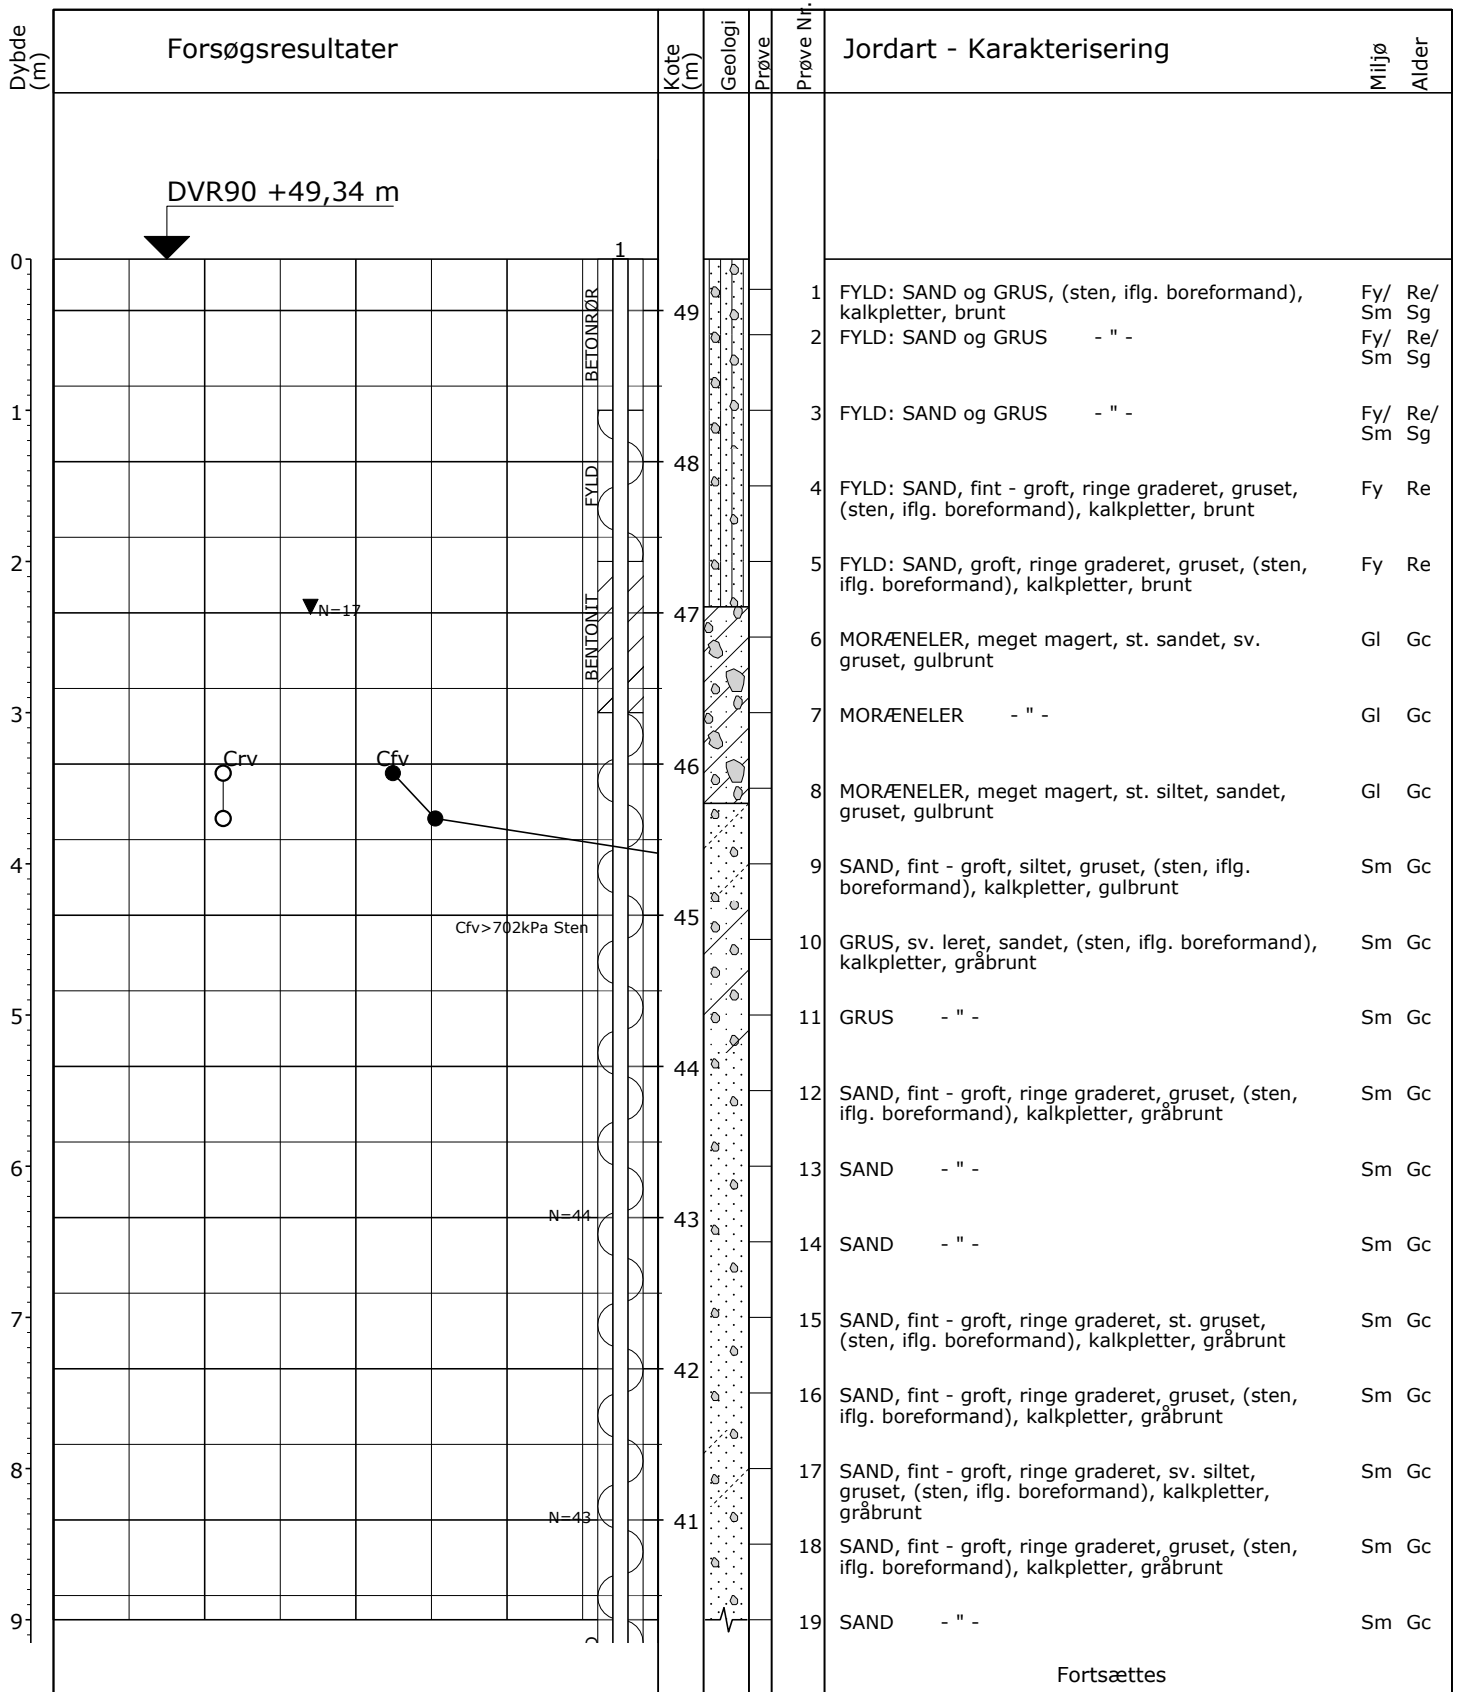 Dybde
(m)
Forsøgsresultater
Kote
(m)
Geologi
Prøve
Prøve Nr.
Jordart - Karakterisering
Miljø
Alder
DVR90 +49,34 m
1
0
BETONRØR
1 FYLD: SAND og GRUS, (sten, iflg. boreformand), Fy/ Re/
kalkpletter, brunt Sm Sg
49
2 FYLD: SAND og GRUS - " - Fy/ Re/
Sm Sg
1
3 FYLD: SAND og GRUS - " - Fy/ Re/
Sm Sg
48
FYLD
4 FYLD: SAND, fint - groft, ringe graderet, gruset, Fy Re
(sten, iflg. boreformand), kalkpletter, brunt
2
5 FYLD: SAND, groft, ringe graderet, gruset, (sten, Fy Re
iflg. boreformand), kalkpletter, brunt
N=17
47
BENTONIT
6 MORÆNELER, meget magert, st. sandet, sv. Gl Gc
gruset, gulbrunt
3
7 MORÆNELER - " - Gl Gc
Crv
Cfv
46
8 MORÆNELER, meget magert, st. siltet, sandet, Gl Gc
gruset, gulbrunt
4
9 SAND, fint - groft, siltet, gruset, (sten, iflg. Sm Gc
boreformand), kalkpletter, gulbrunt
45
Cfv>702kPa Sten
10 GRUS, sv. leret, sandet, (sten, iflg. boreformand), Sm Gc
kalkpletter, gråbrunt
5
11 GRUS - " - Sm Gc
44
12 SAND, fint - groft, ringe graderet, gruset, (sten, Sm Gc
iflg. boreformand), kalkpletter, gråbrunt
6
13 SAND - " - Sm Gc
N=44
43
14 SAND - " - Sm Gc
7
15 SAND, fint - groft, ringe graderet, st. gruset, Sm Gc
(sten, iflg. boreformand), kalkpletter, gråbrunt
42
16 SAND, fint - groft, ringe graderet, gruset, (sten, Sm Gc
iflg. boreformand), kalkpletter, gråbrunt
8
17 SAND, fint - groft, ringe graderet, sv. siltet, Sm Gc
gruset, (sten, iflg. boreformand), kalkpletter,
gråbrunt
N=43
41
18 SAND, fint - groft, ringe graderet, gruset, (sten, Sm Gc
iflg. boreformand), kalkpletter, gråbrunt
9
19 SAND - " - Sm Gc
Fortsættes